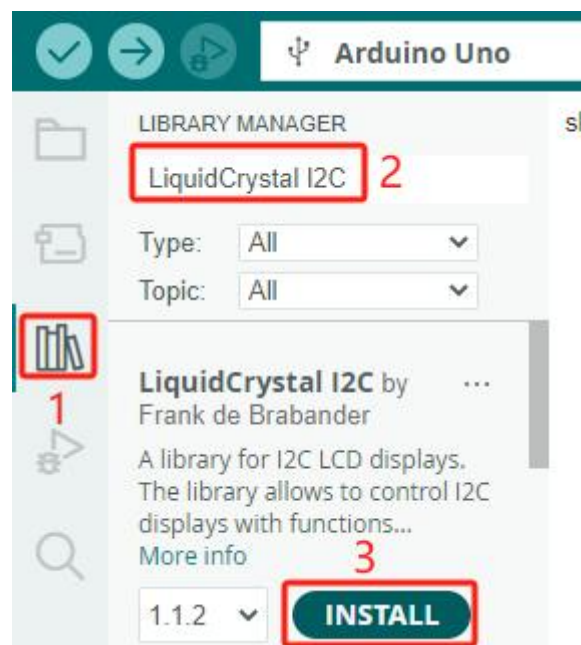 Arduino Uno
LIBRARY MANAGER
sl
LiquidCrystal I2C 2
Type: All
Topic: All
1
LiquidCrystal I2C by
Frank de Brabander
A library for I2C LCD displays.
The library allows to control I2C
displays with functions...
More info
3
1.1.2 INSTALL